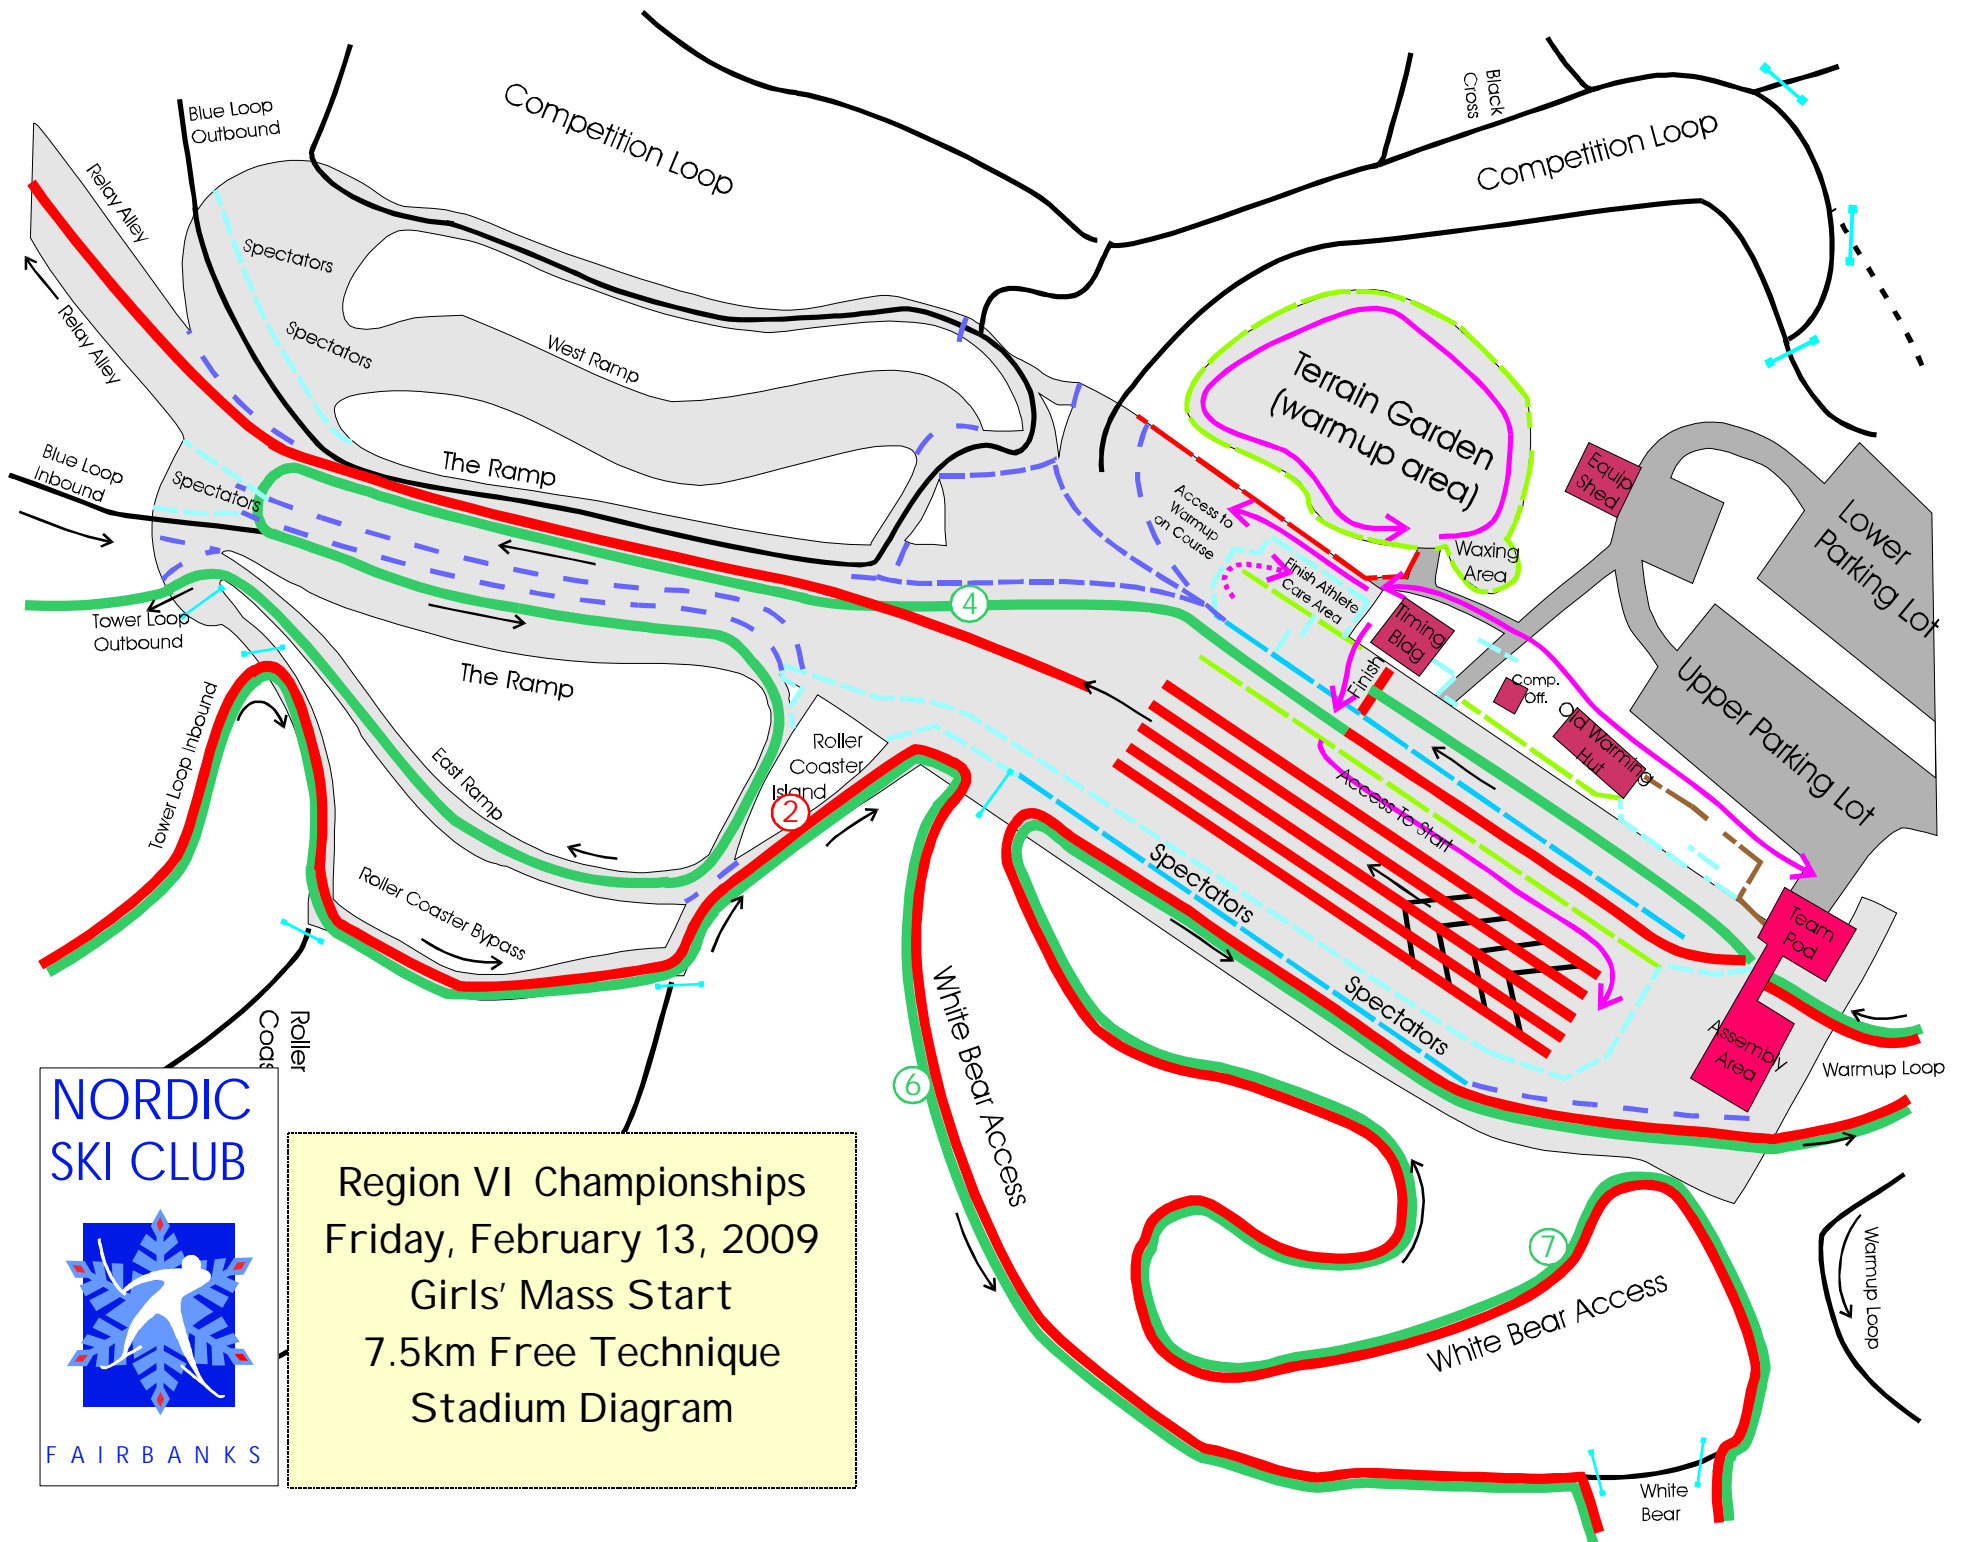 Competition Loop
Black
Cross
Competition Loop
Blue Loop
Outbound
Relay Alley
Spectators
Spectators
Relay Alley
West Ramp
Terrain Garden
(warmup area)
Blue Loop
Inbound
Spectators
The Ramp
Access to
Warmup
on Course
Equip
Shed
Lower
Parking Lot
Waxing
Area
Finish Athlete
Care Area
4
Timing
Bldg
Tower Loop
Outbound
The Ramp
Finish
Comp.
Off.
Old Warming
Hut
Upper Parking Lot
Roller
Coaster
Island
2
East Ramp
Tower Loop Inbound
Access To Start
Spectators
Roller Coaster Bypass
Team
Pod
Spectators
White Bear Access
Roller
Coas
Assembly
Area
Warmup Loop
6
NORDIC
SKI CLUB
FAIRBANKS
Region VI Championships
Friday, February 13, 2009
Girls' Mass Start
7.5km Free Technique
Stadium Diagram
7
White Bear Access
Warmup Loop
White
Bear